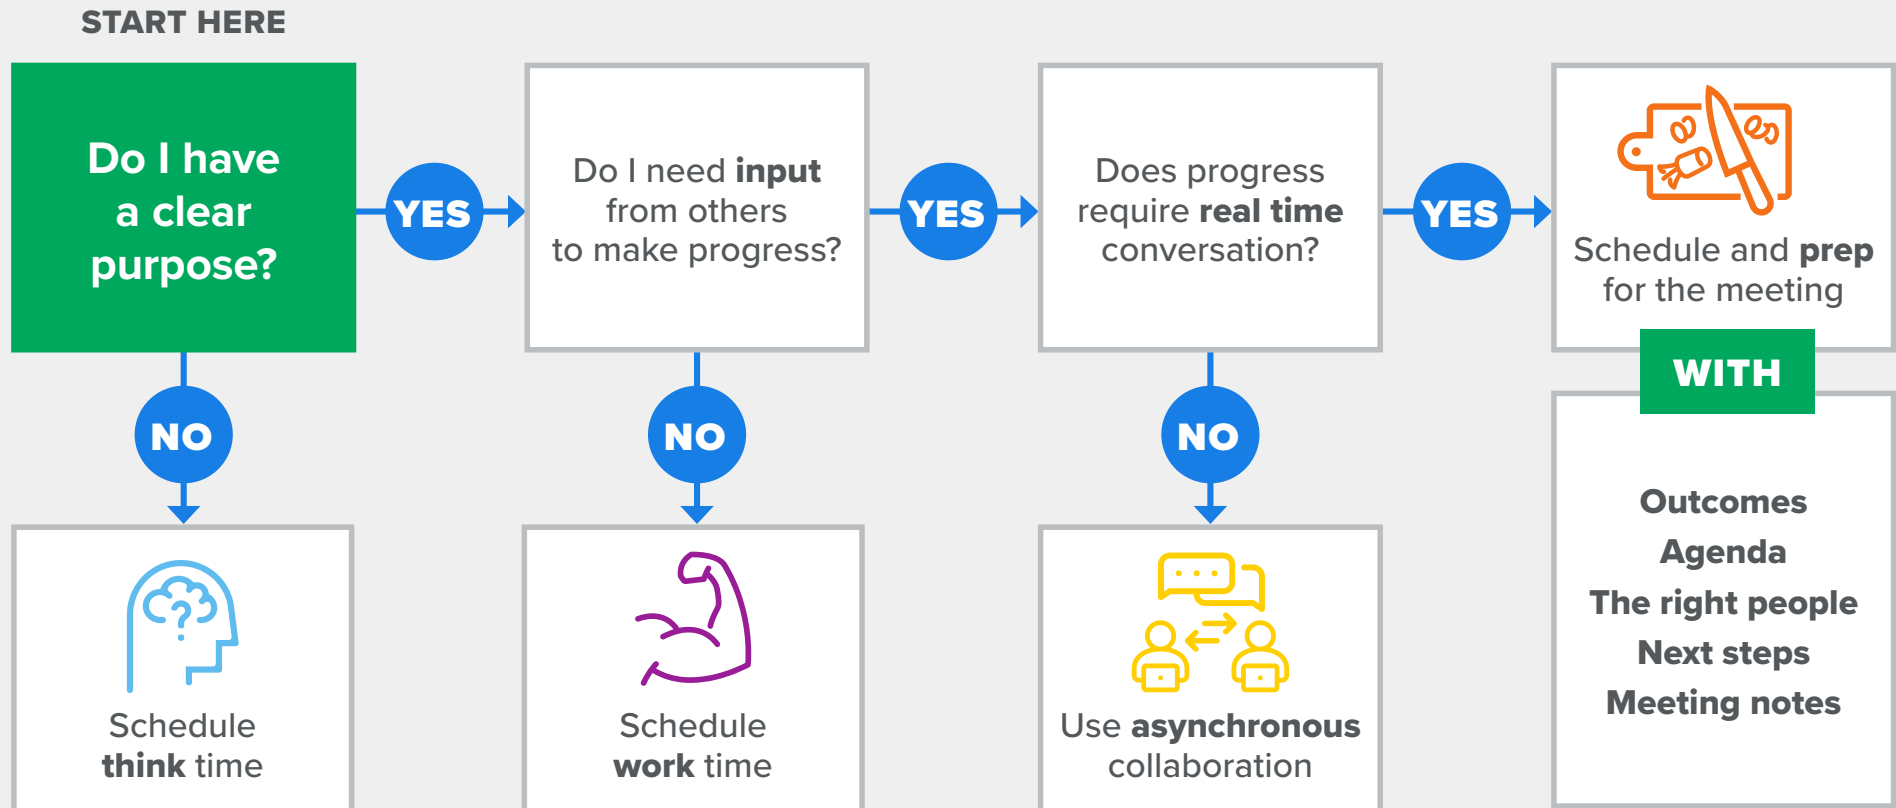 START HERE
Do I have
a clear
purpose?
YES
Do I need input
from others
to make progress?
YES
Does progress
require real time
conversation?
YES
Schedule and prep
for the meeting
WITH
Outcomes
Agenda
The right people
Next steps
Meeting notes
NO
NO
NO
Schedule
think time
Schedule
work time
Use asynchronous
collaboration